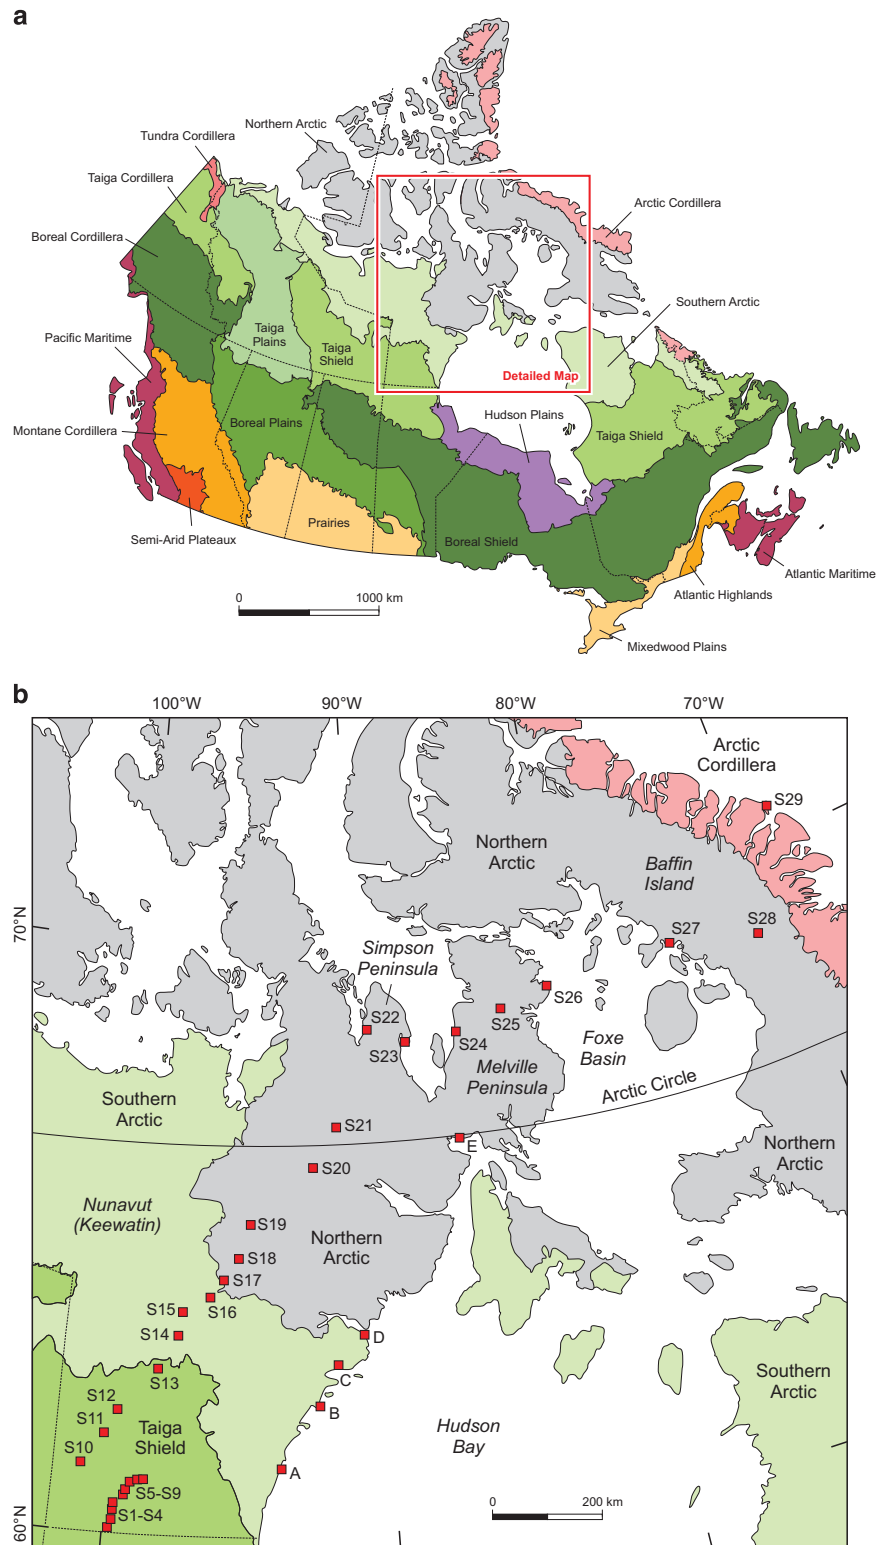 a
Northern Arctic
Tundra Cordillera
Taiga Cordillera
Arctic Cordillera
Boreal Cordillera
Southern Arctic
Pacific Maritime
Taiga
Plains
Taiga
Shield
Detailed Map
Hudson Plains
Montane Cordillera
Boreal Plains
Taiga Shield
Prairies
Semi-Arid Plateaux
Boreal Shield
Atlantic Maritime
Atlantic Highlands
0
1000 km
Mixedwood Plains
b
100°W
90°W
80°W
70°W
Arctic
Cordillera
S29
Northern
Arctic
Baffin
Island
70°N
S28
S27
Simpson
Peninsula
S26
S22
S25
S23
S24
Foxe
Basin
Melville
Peninsula
Arctic Circle
Southern
Arctic
S21
E
Northern
Arctic
S20
Nunavut
(Keewatin)
S19
Northern
Arctic
S18
S17
S16
S15
S14
D
S13
C
Southern
Arctic
S12
B
S11
Taiga
Shield
Hudson
Bay
S10
A
S5-S9
S1-S4
0
200 km
60°N